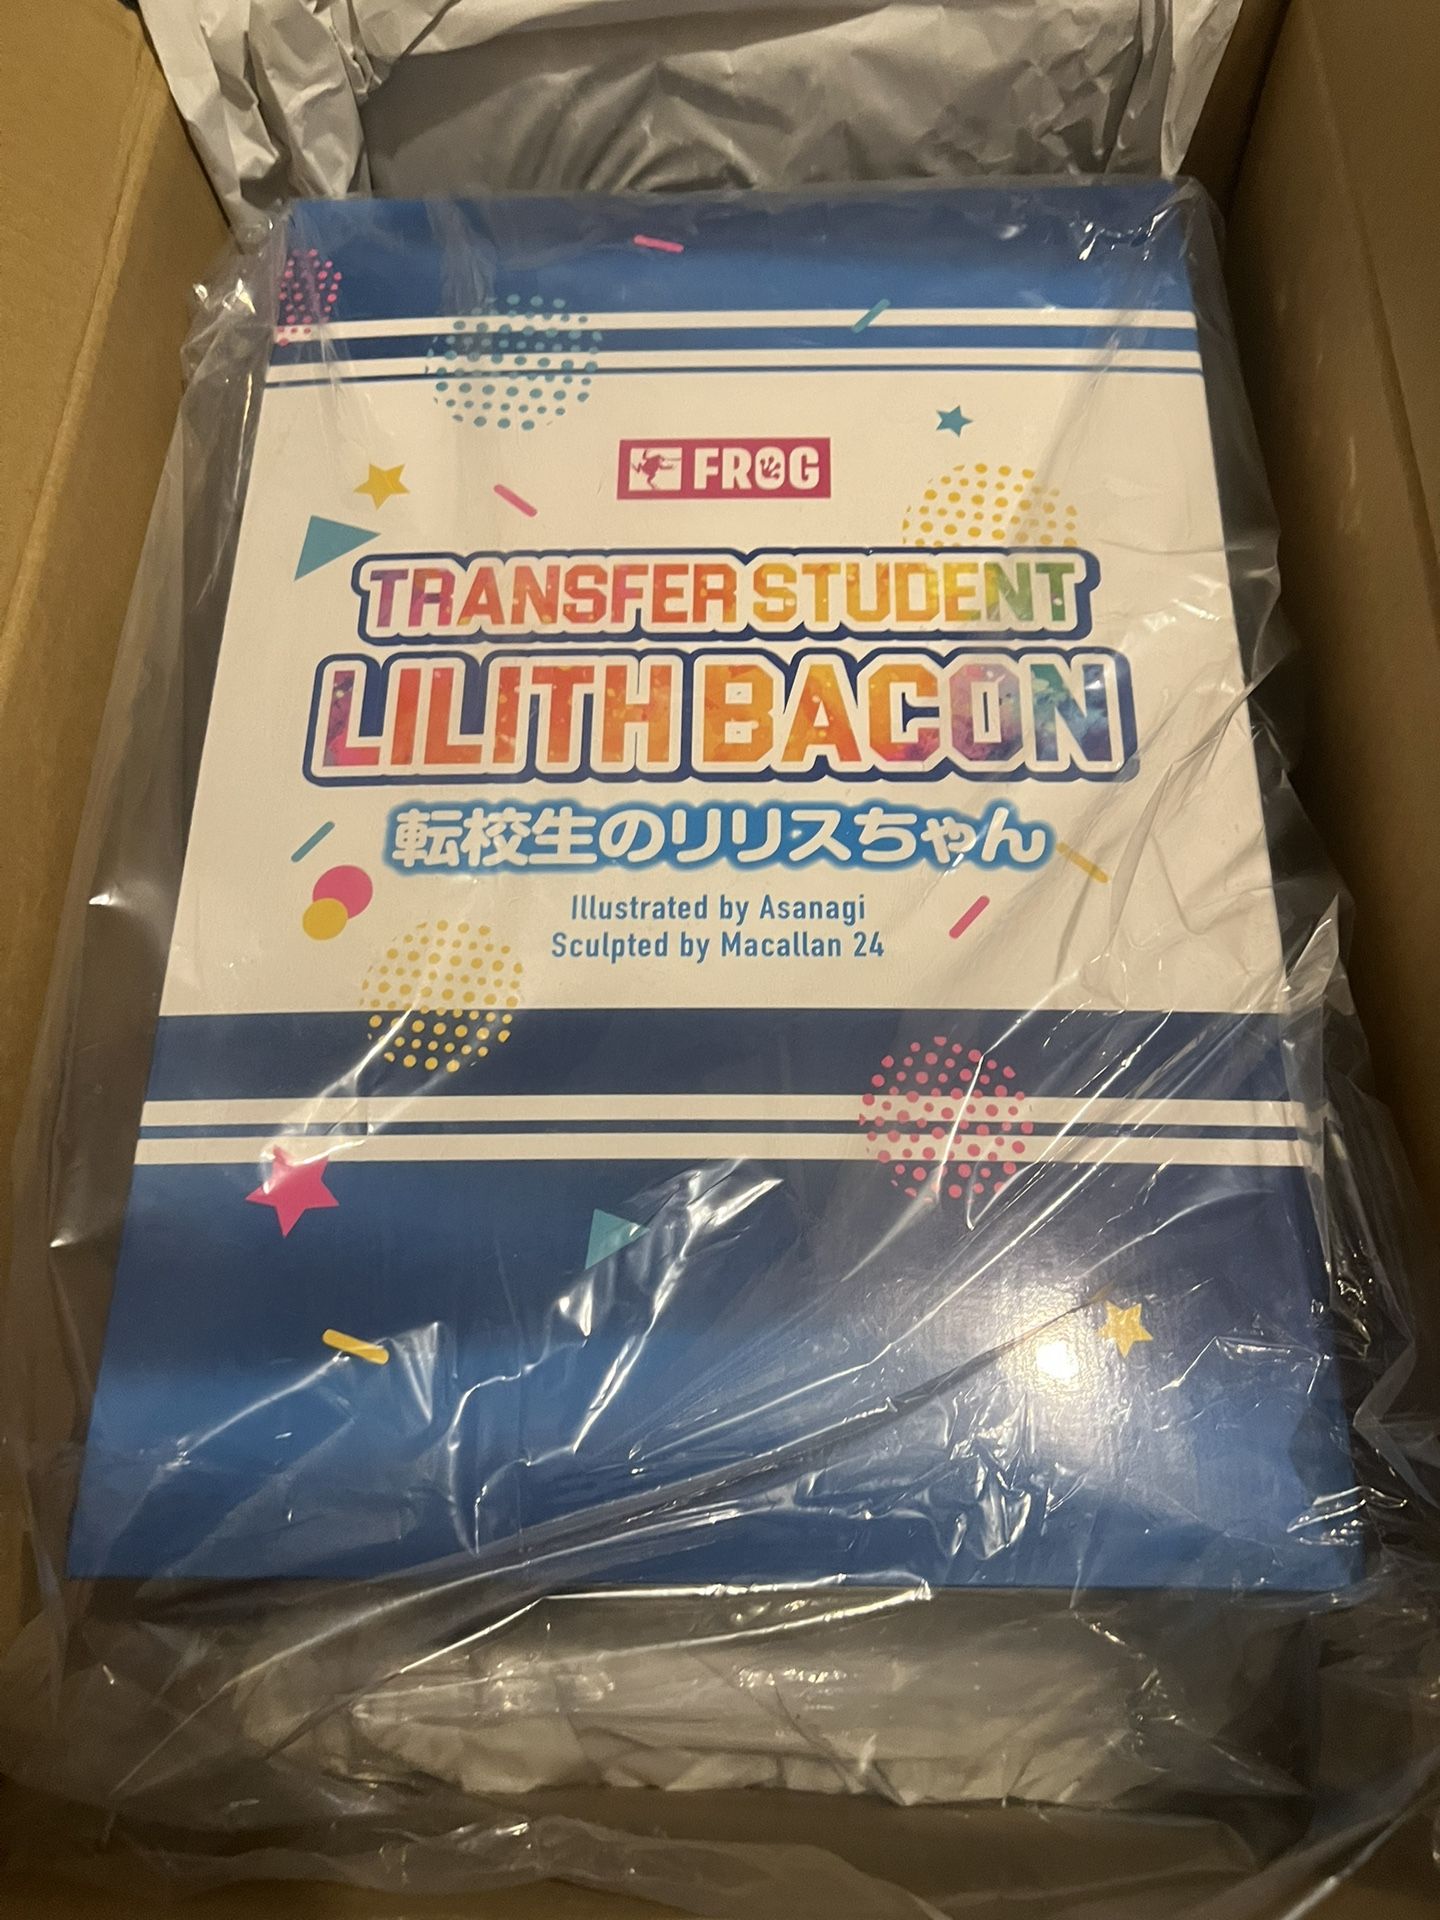 FROG
TRANSFER STUDENT
LILITH BACON
転校生のリリスちゃん
Illustrated by Asanagi
Sculpted by Macallan 24